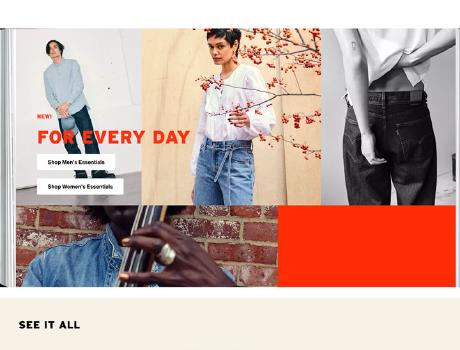 NEW!
FOR EVERY DAY
Shop Men's Essentials
Shop Women's Essentials
SEE IT ALL